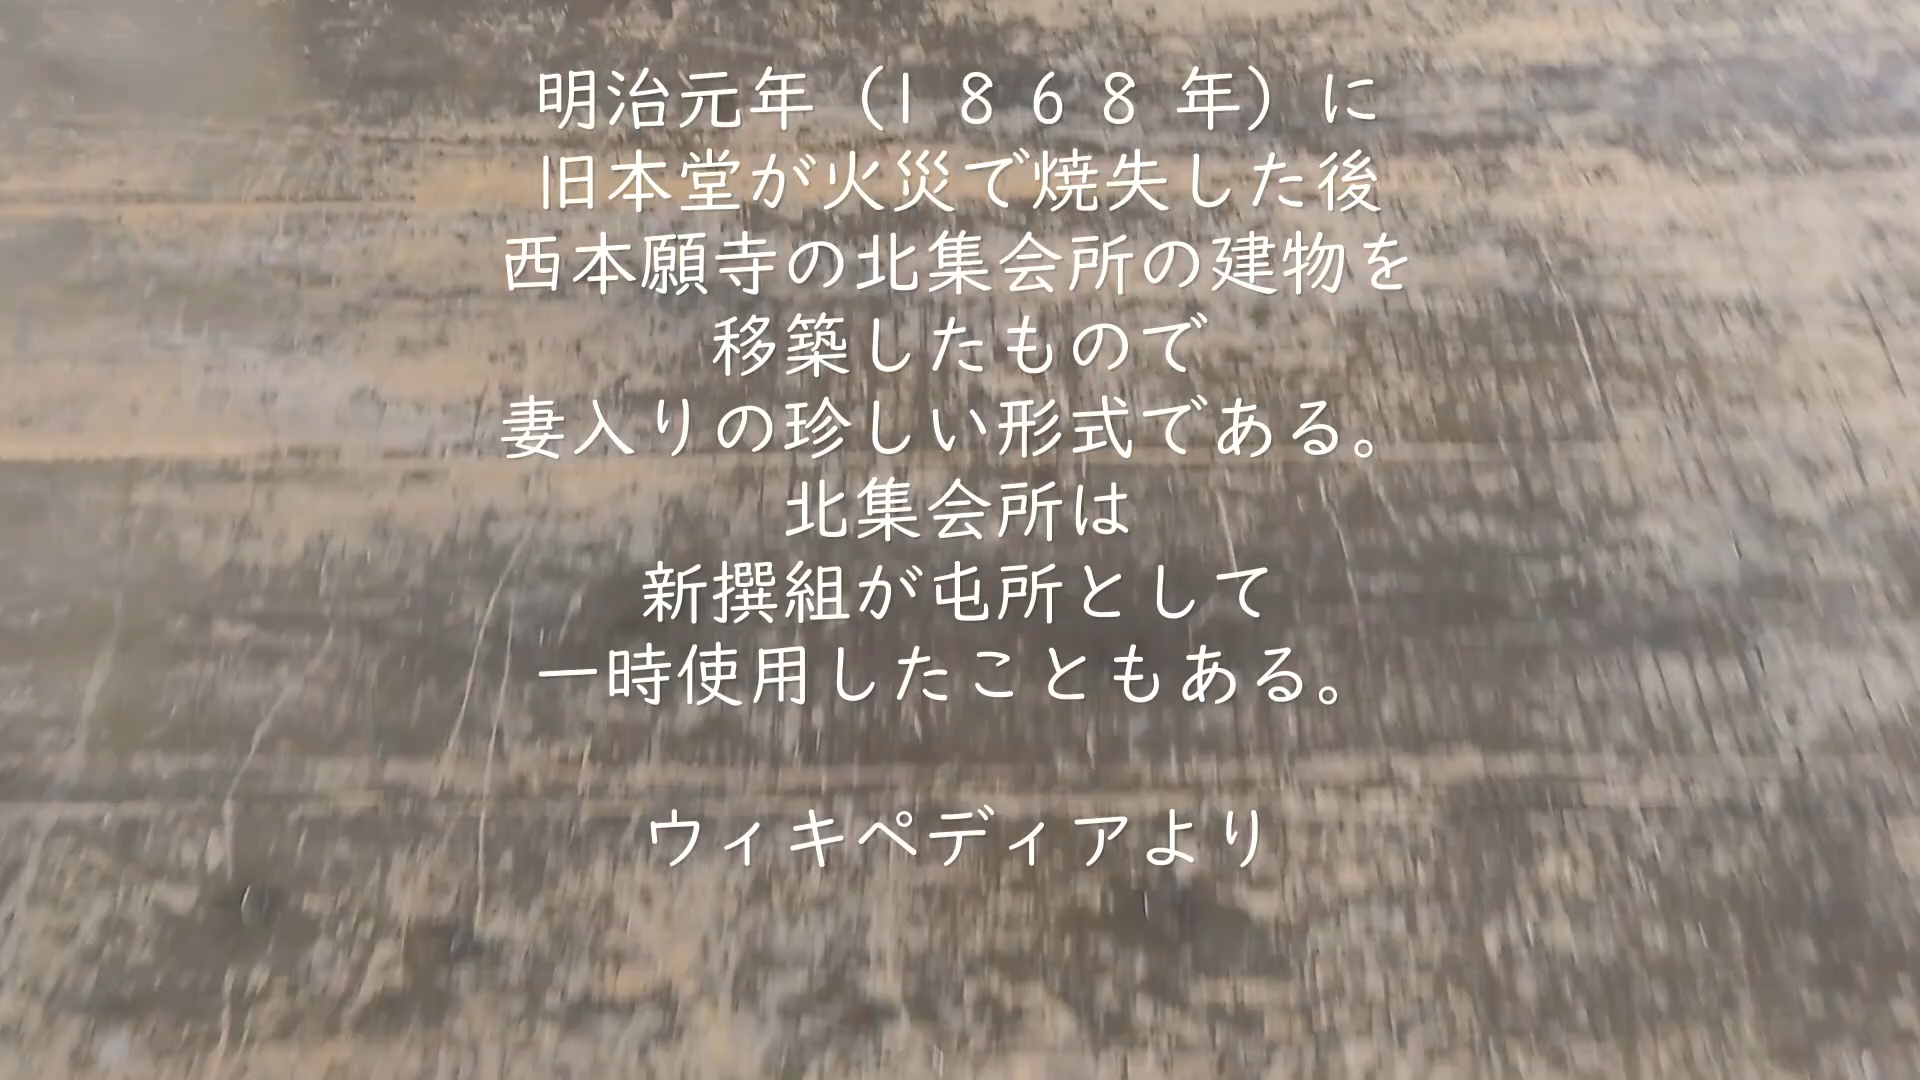 明治元年（１８６８年）に
旧本堂が火災で焼失した後
西本願寺の北集会所の建物を
移築したもので
妻入りの珍しい形式である。
北集会所は
新撰組が屯所として
一時使用したこともある。
ウィキペディアより